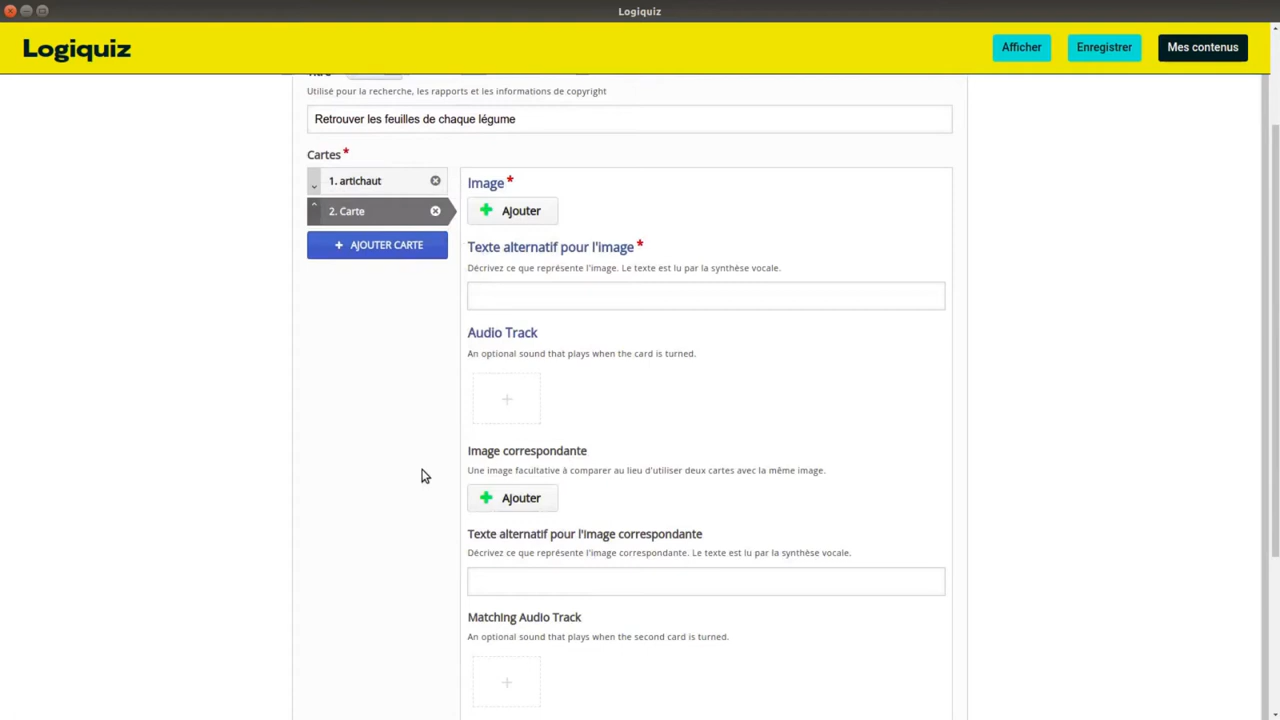 Logiquiz
Logiquiz
Afficher
Enregistrer
Mes contenus
Utilisé pour la recherche, les rapports et les informations de copyright
Retrouver les feuilles de chaque légume
Cartes*
1. artichaut
2. Carte
+ AJOUTER CARTE
Image*
Ajouter
Texte alternatif pour l'image*
Décrivez ce que représente l'image. Le texte est lu par la synthèse vocale.
Audio Track
An optional sound that plays when the card is turned.
Image correspondante
Une image facultative à comparer au lieu d'utiliser deux cartes avec la même image.
Ajouter
Texte alternatif pour l'Image correspondante
Décrivez ce que représente l'image correspondante. Le texte est lu par la synthèse vocale.
Matching Audio Track
An optional sound that plays when the second card is turned.